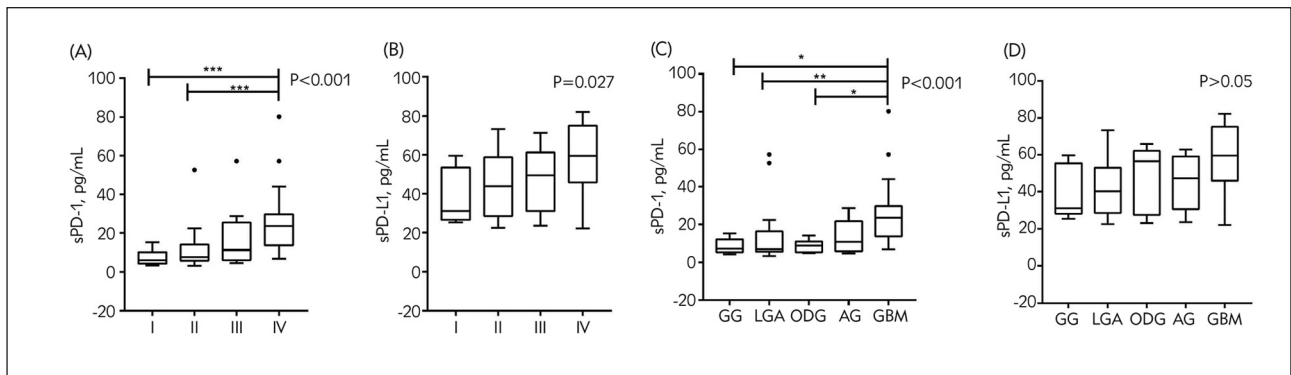 (A)
***
***
P<0.001
sPD-1, pg/mL
100
80
60
40
20
0
-20
I II III IV
(B)
P=0.027
sPD-L1, pg/mL
100
80
60
40
20
0
-20
I II III IV
(C)
*
**
*
P<0.001
sPD-1, pg/mL
100
80
60
40
20
0
-20
GG LGA ODG AG GBM
(D)
P>0.05
sPD-L1, pg/mL
100
80
60
40
20
0
-20
GG LGA ODG AG GBM